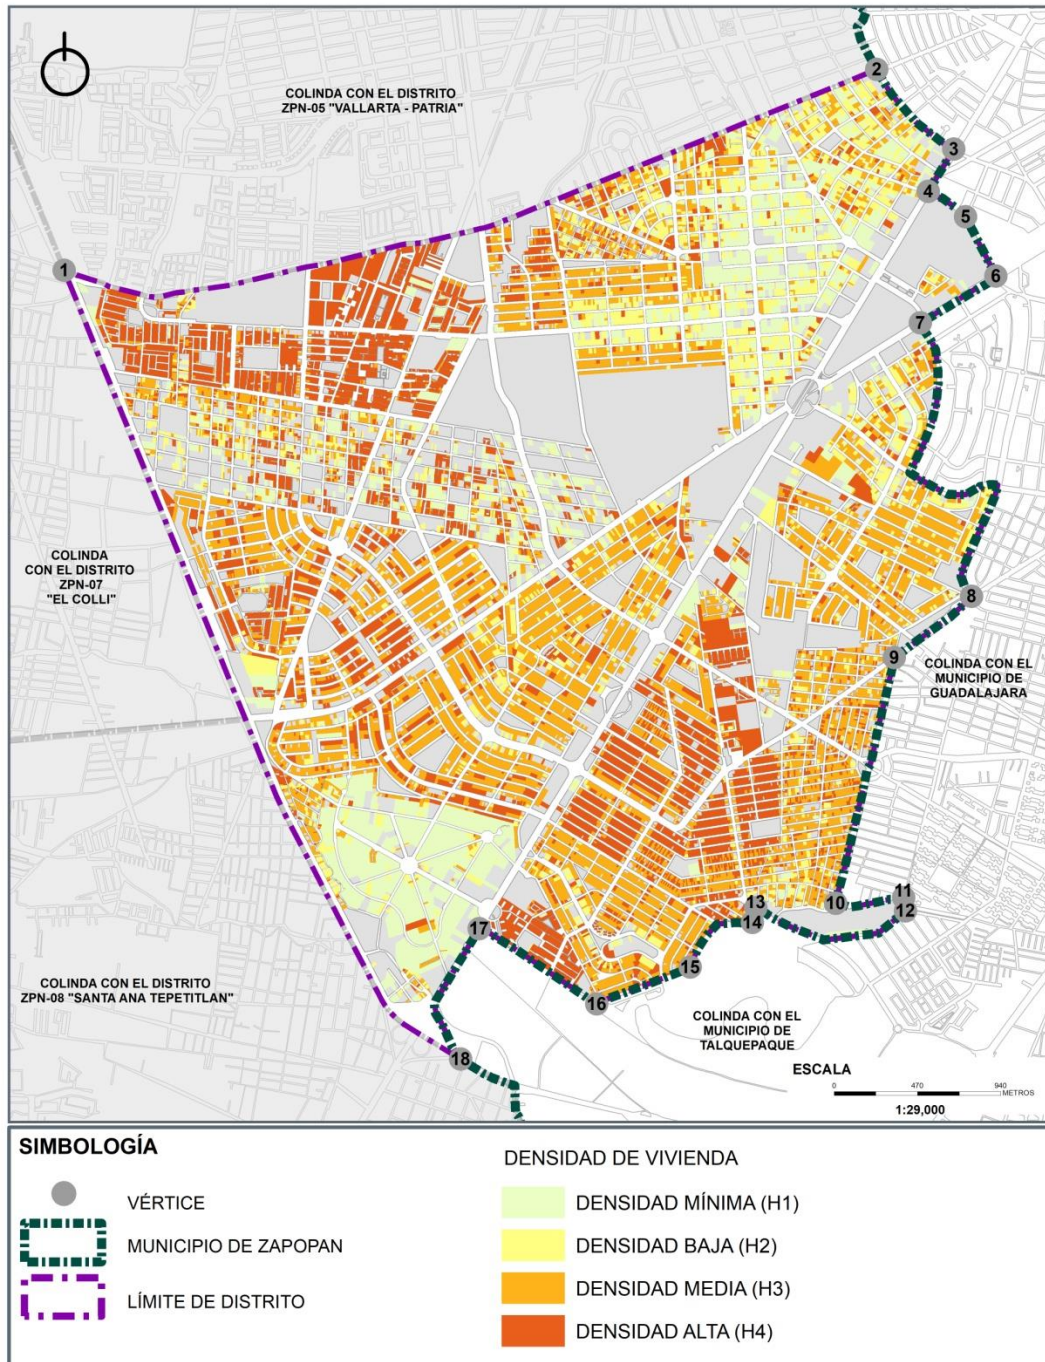 COLINDA CON EL DISTRITO
ZPN-05 "VALLARTA - PATRIA"
2
3
4
5
1
6
7
COLINDA
CON EL DISTRITO
ZPN-07
"EL COLLI"
8
9
COLINDA CON EL
MUNICIPIO DE
GUADALAJARA
10
11
12
13
14
17
15
16
COLINDA CON EL DISTRITO
ZPN-08 "SANTA ANA TEPETITLAN"
COLINDA CON EL
MUNICIPIO DE
TALQUEPAQUE
18
ESCALA
0 470 940
METROS
1:29,000
SIMBOLOGÍA
VÉRTICE
MUNICIPIO DE ZAPOPAN
LÍMITE DE DISTRITO
DENSIDAD DE VIVIENDA
DENSIDAD MÍNIMA (H1)
DENSIDAD BAJA (H2)
DENSIDAD MEDIA (H3)
DENSIDAD ALTA (H4)